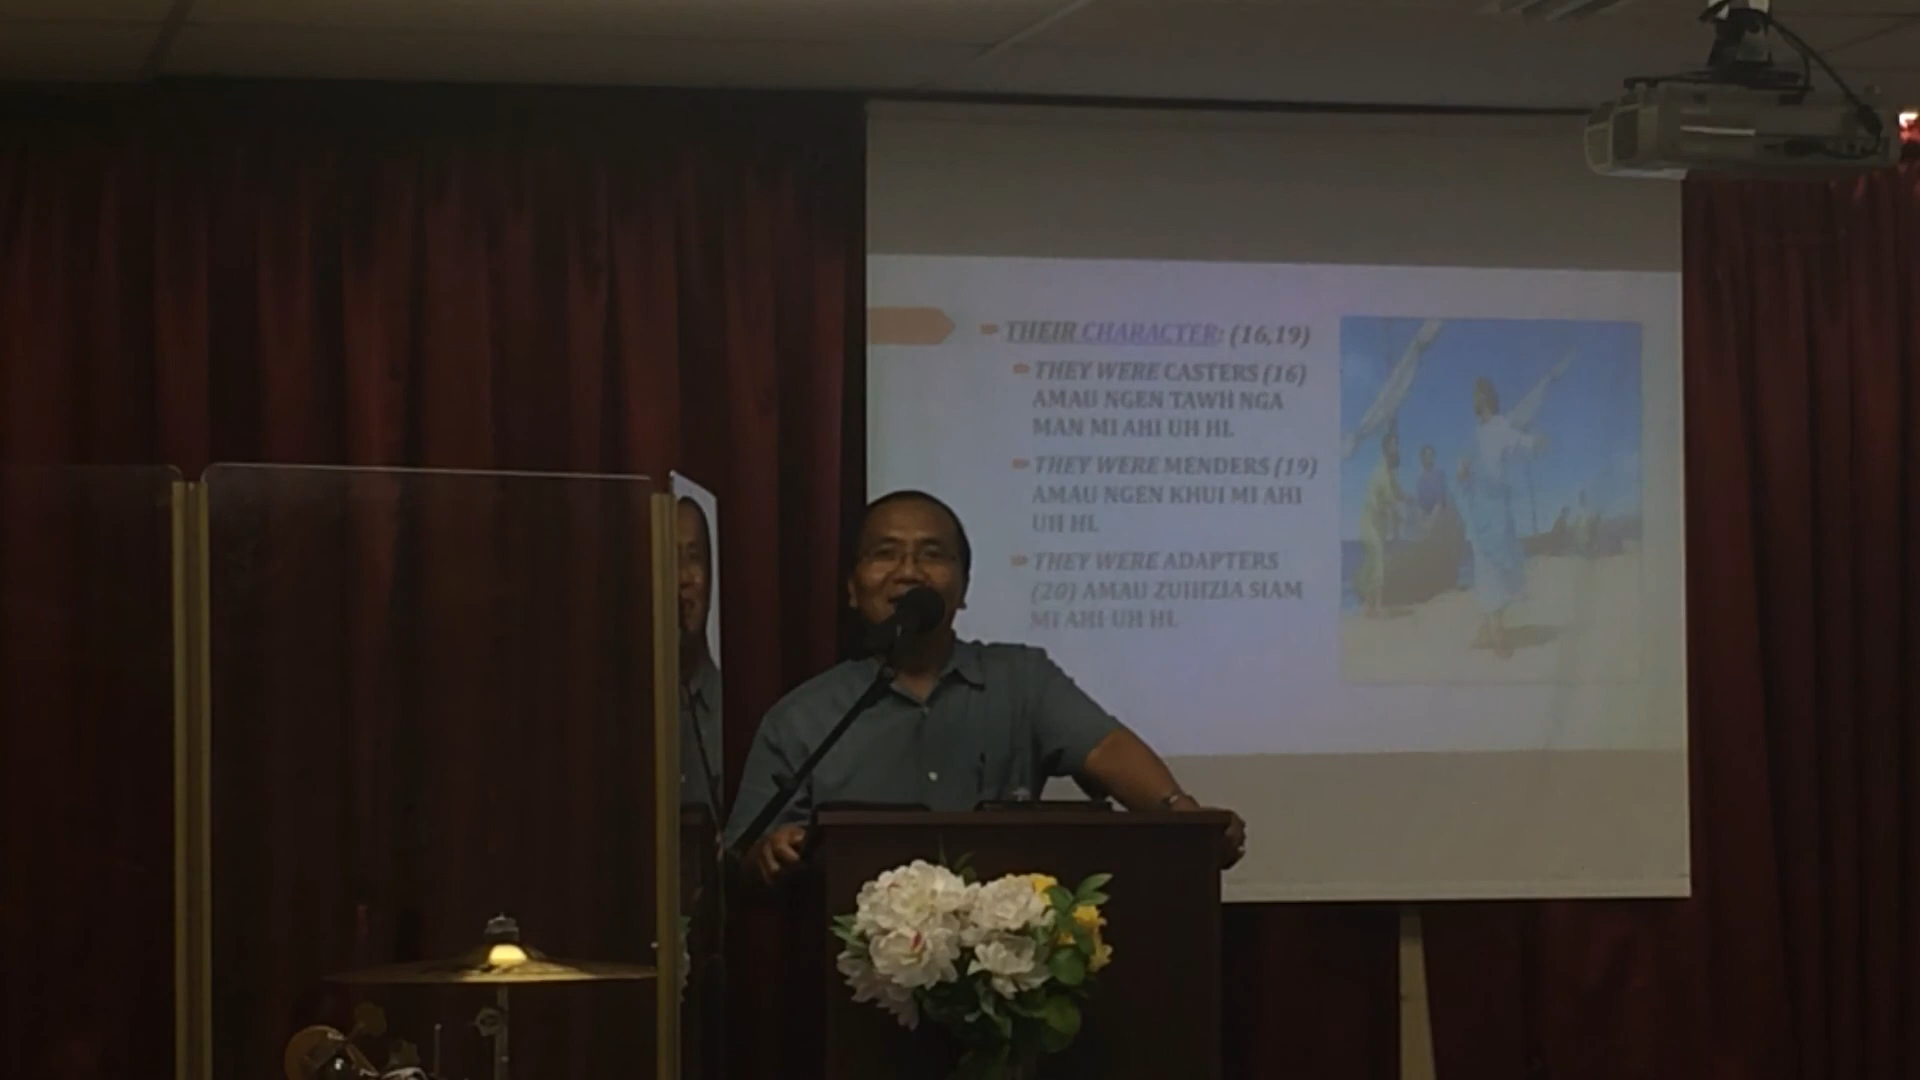 THEIR CHARACTER: (16,19)
THEY WERE CASTERS (16)
AMAU NGEN TAWH NGA
MAN MI AHI UH HI.
THEY WERE MENDERS (19)
AMAU NGEN KHUI MI AHI
UH HI.
THEY WERE ADAPTERS
(20) AMAU ZUIHZIA SIAM
MI AHI UH HI.